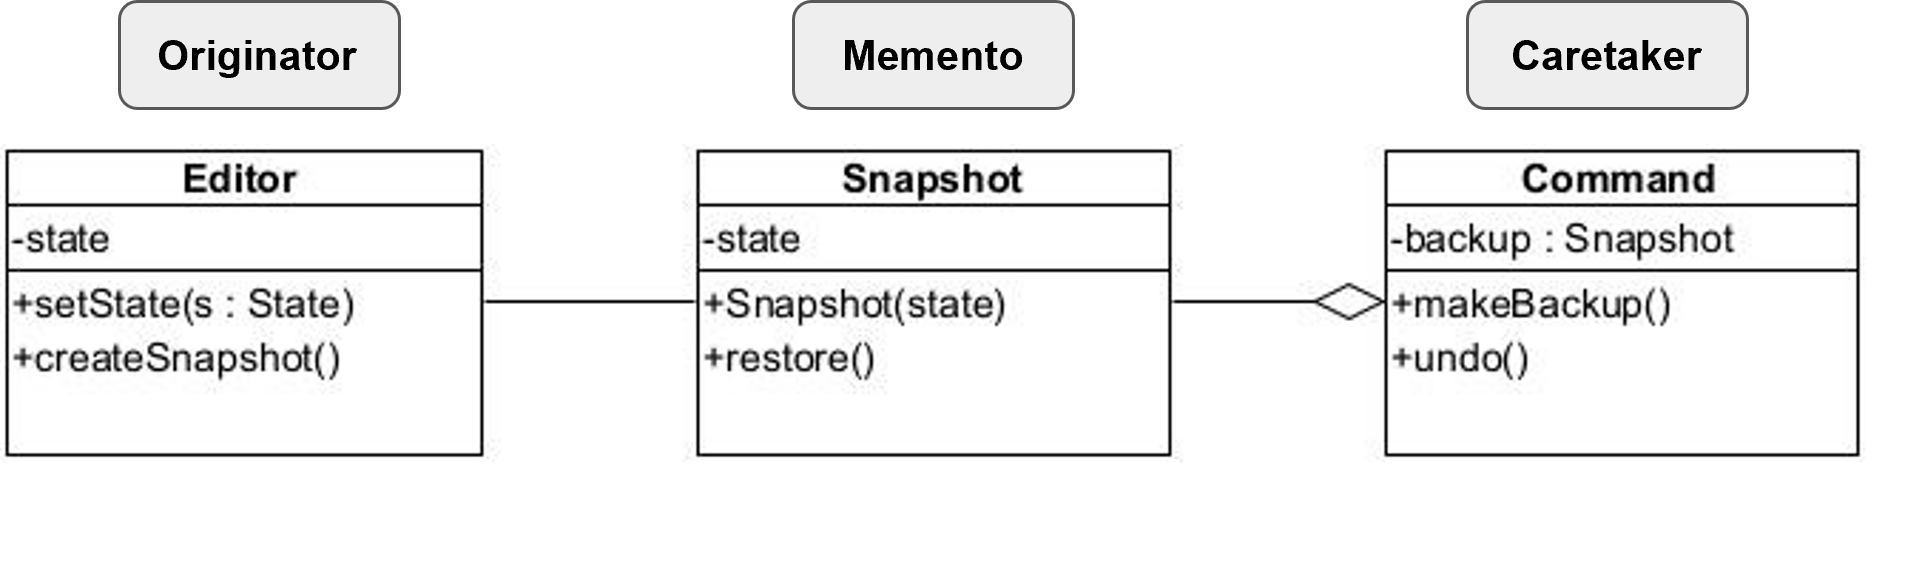 Originator
Memento
Caretaker
Editor
-state
+setState(s : State)
+createSnapshot()
Snapshot
-state
+Snapshot(state)
+restore()
Command
-backup : Snapshot
+makeBackup()
+undo()